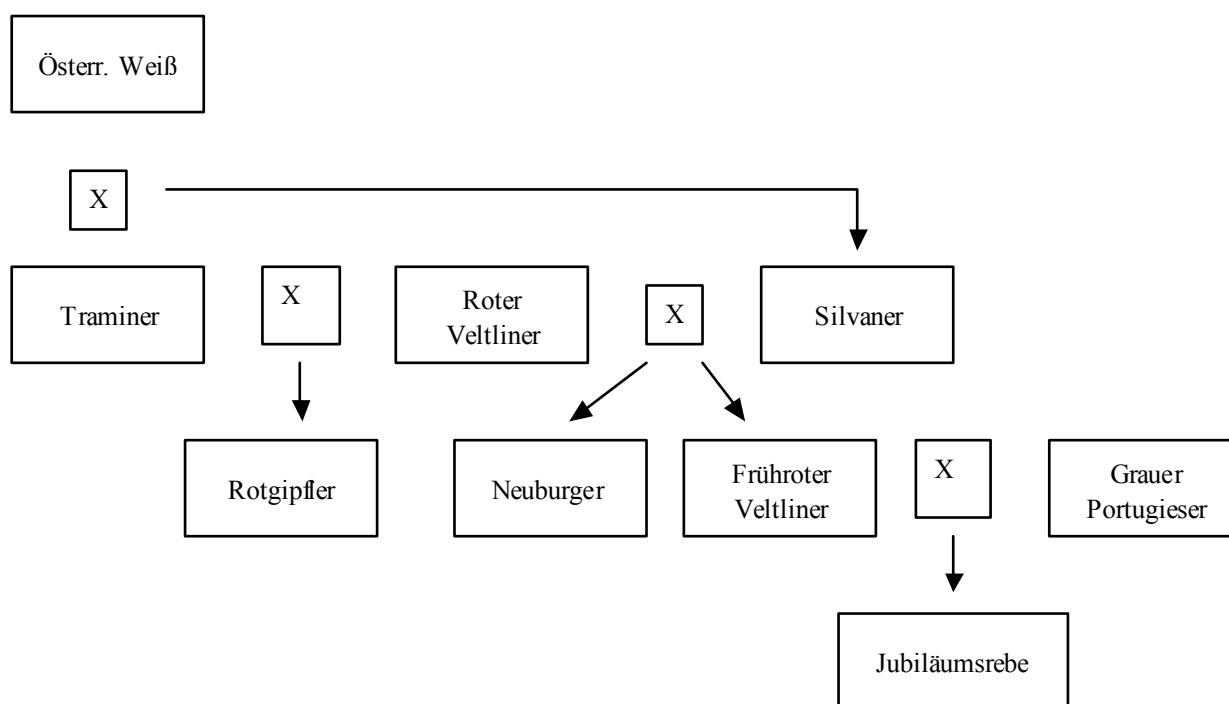 Österr. Weiß
X
Traminer
X
Roter
Veltliner
X
Silvaner
Rotgipfler
Neuburger
Frühroter
Veltliner
X
Grauer
Portugieser
Jubiläumsrebe